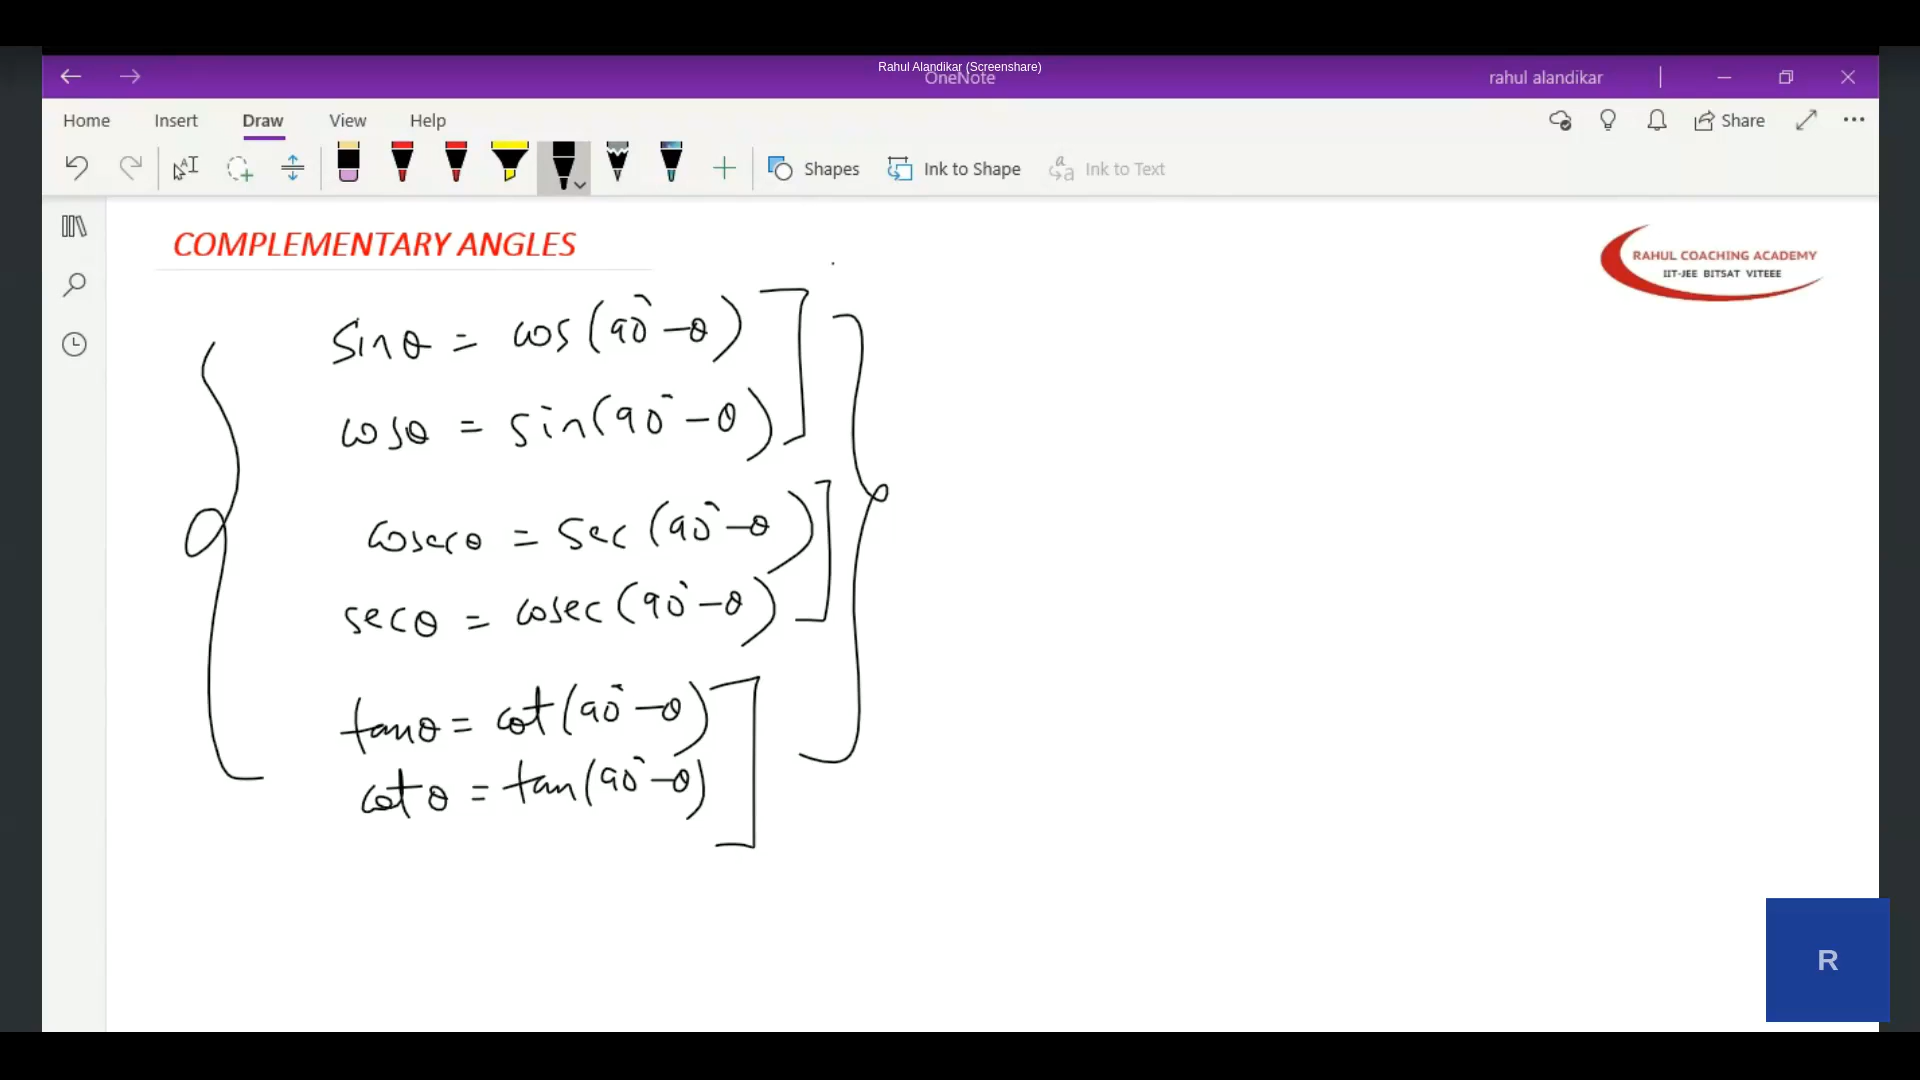 Rahul Alandikar (Screenshare)
OneNote
rahul alandikar
Home Insert Draw View Help
Share
Shapes Ink to Shape Ink to Text
COMPLEMENTARY ANGLES
RAHUL COACHING ACADEMY
IIT-JEE BITSAT VITEEE
sinθ = cos(90°-θ)
cosθ = sin(90°-θ)
cosecθ = sec(90°-θ)
secθ = cosec(90°-θ)
tanθ = cot(90°-θ)
cotθ = tan(90°-θ)
R